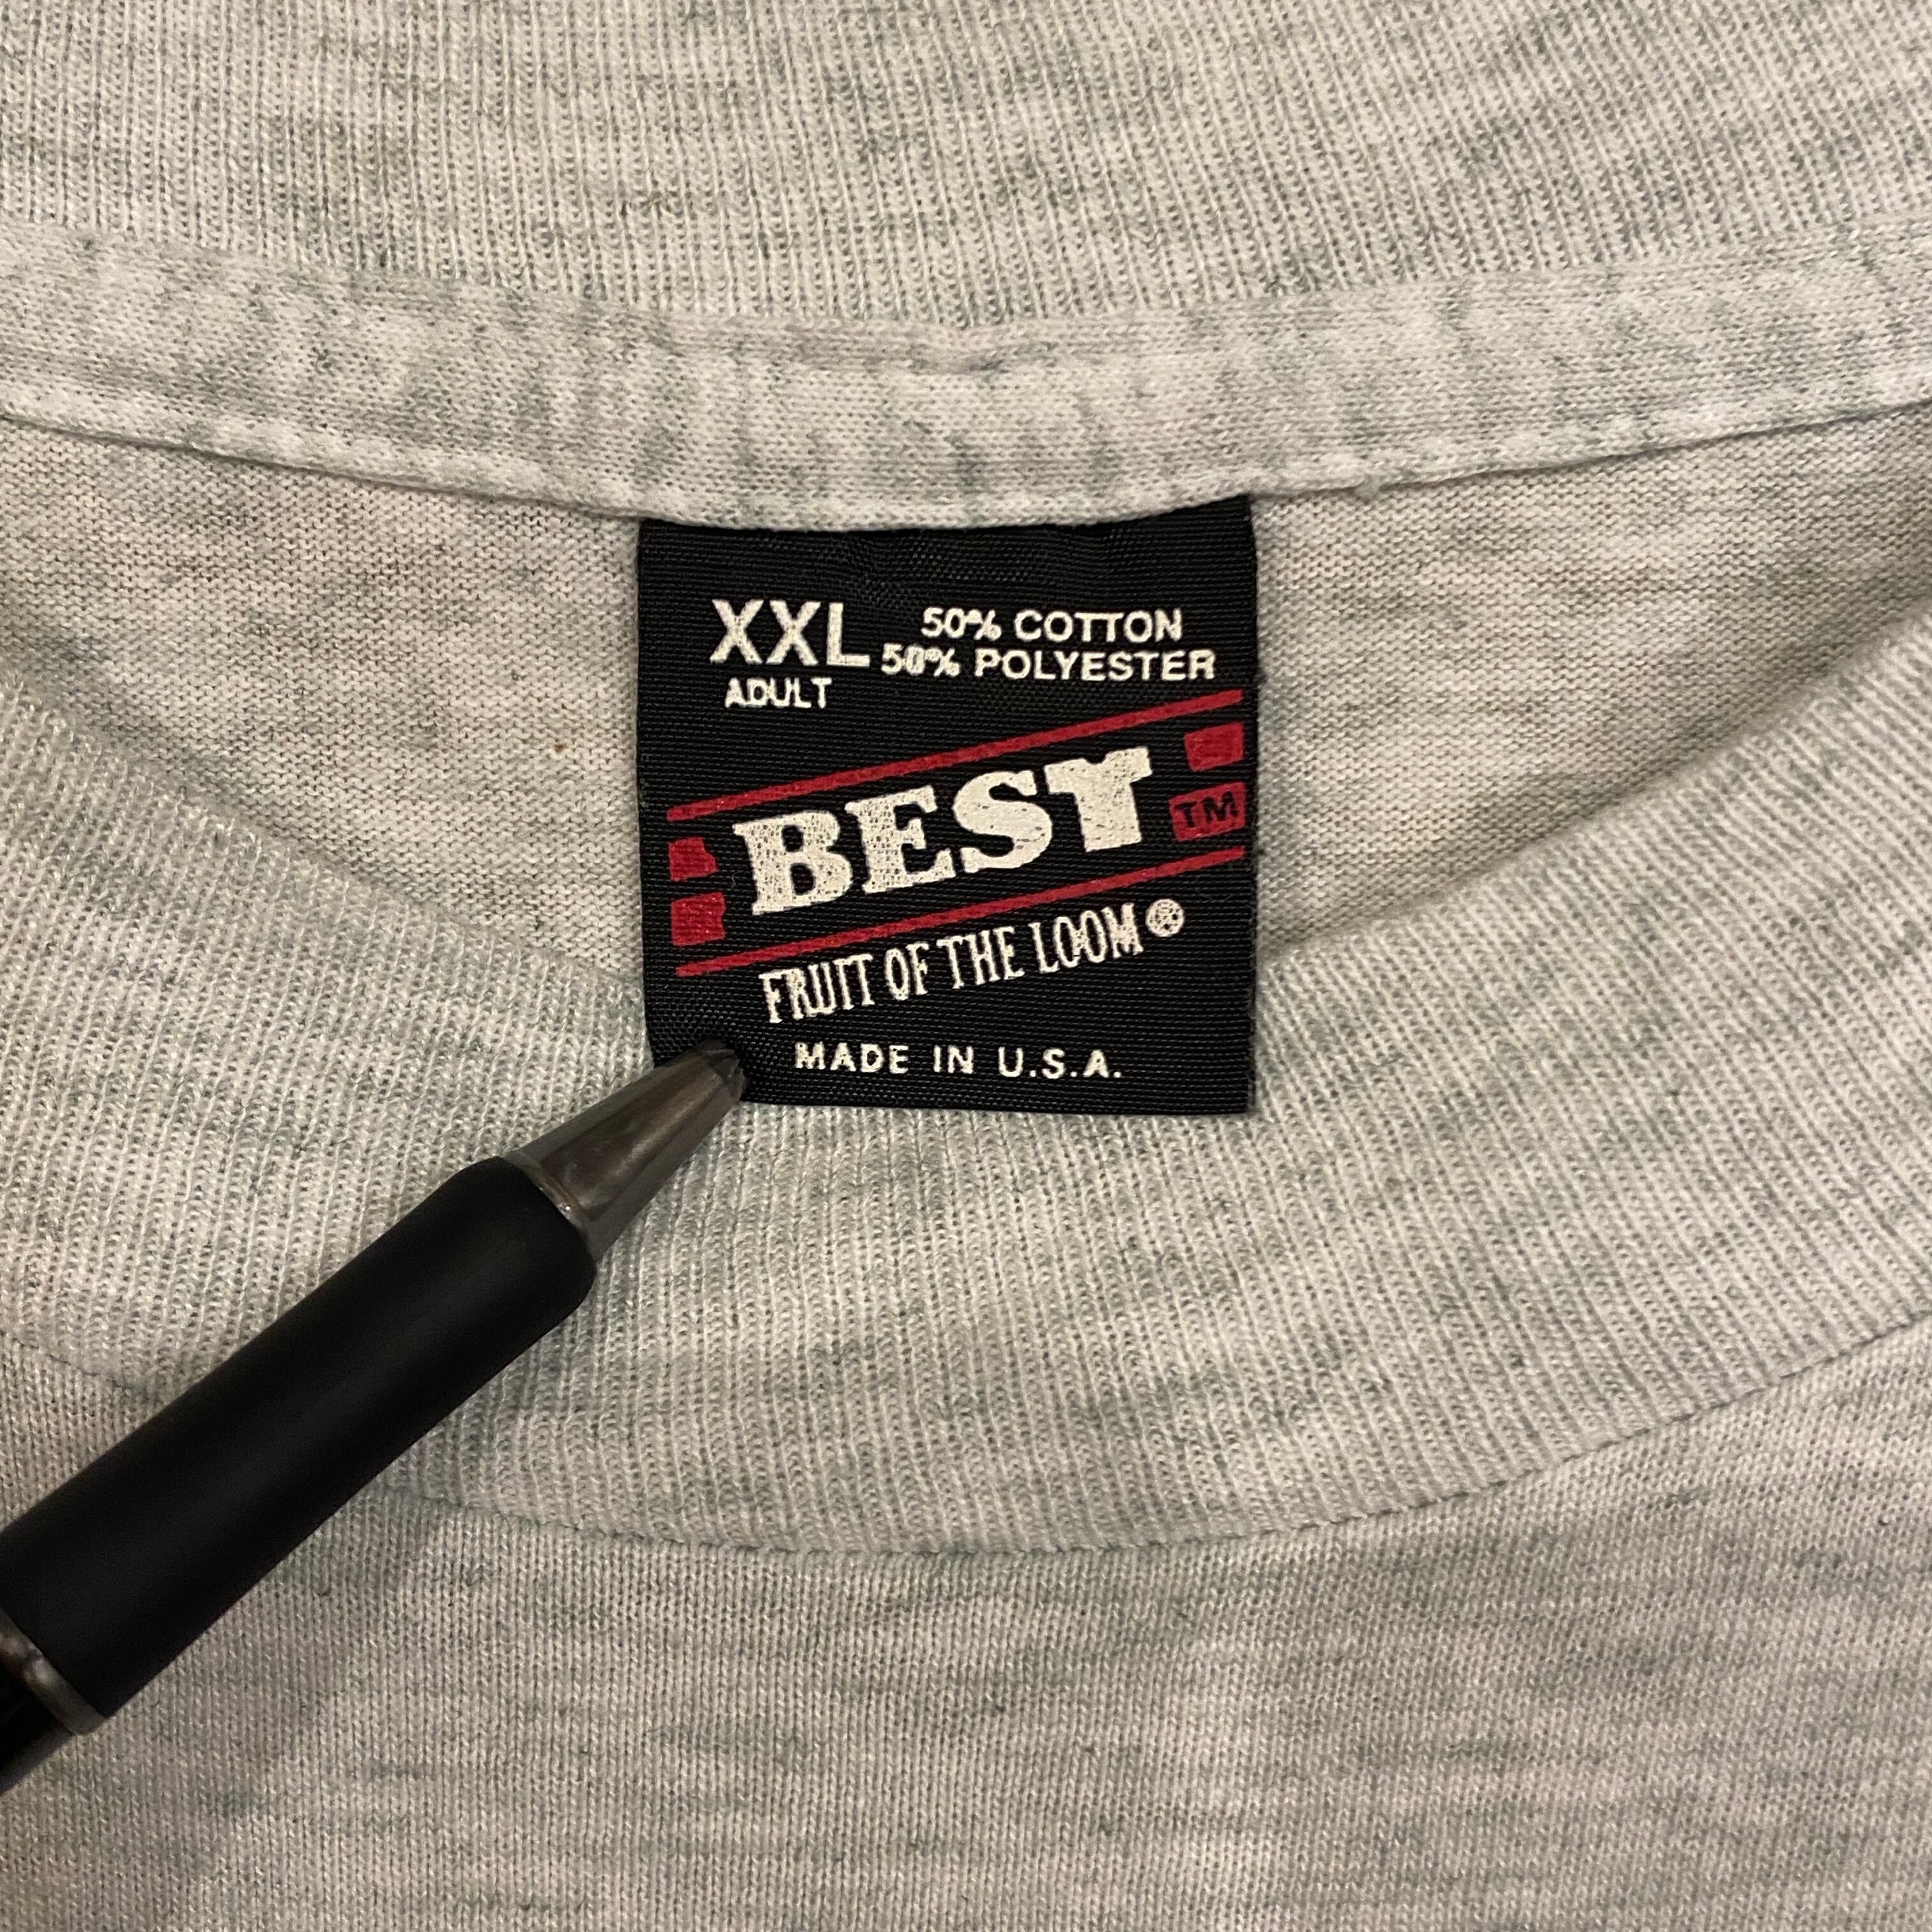 XXL 50% COTTON
ADULT 50% POLYESTER
BEST TM
FRUIT OF THE LOOM®
MADE IN U.S.A.